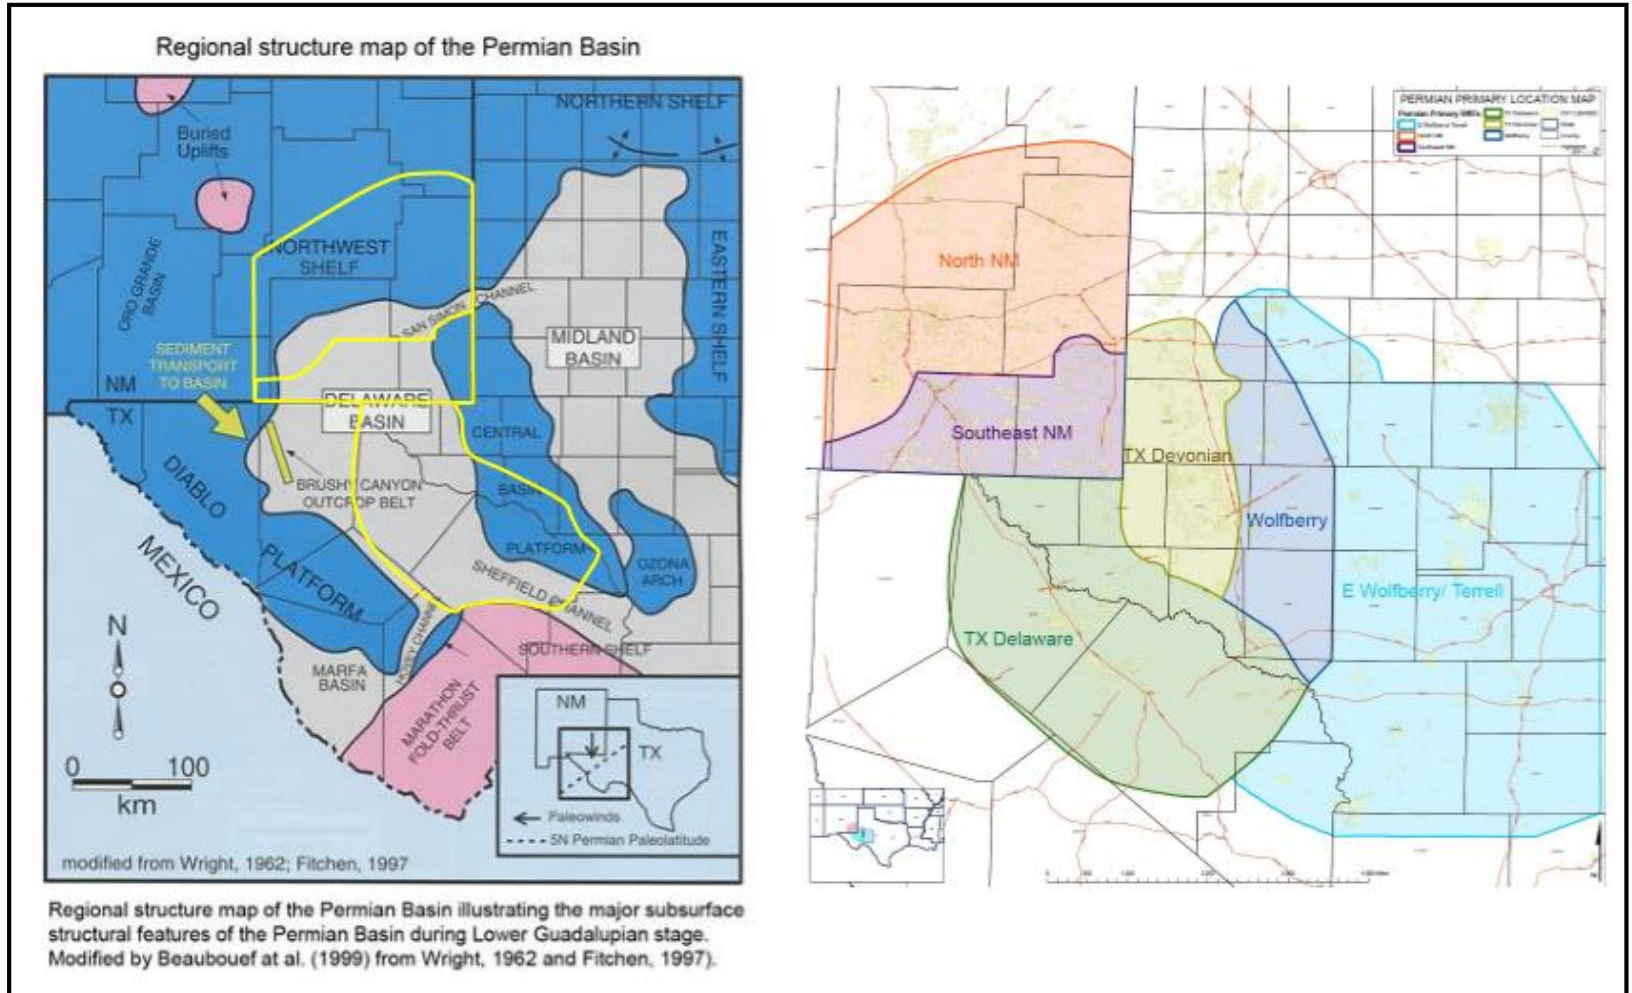 Regional structure map of the Permian Basin
NORTHERN SHELF
Buried
Uplifts
NORTHWEST
SHELF
ORO GRANDE
BASIN
EASTERN SHELF
SAN SIMON CHANNEL
MIDLAND
BASIN
SEDIMENT
TRANSPORT
TO BASIN
NM
TX
DELAWARE
BASIN
CENTRAL
BASIN
PLATFORM
BRUSHY CANYON
OUTCROP BELT
DIABLO
PLATFORM
MEXICO
SHEFFIELD CHANNEL
OZONA
ARCH
HOVEY CHANNEL
SOUTHERN SHELF
MARFA
BASIN
MARATHON
FOLD-THRUST
BELT
N
0 100
km
NM
TX
Paleowinds
5N Permian Paleolatitude
modified from Wright, 1962; Fitchen, 1997
Regional structure map of the Permian Basin illustrating the major subsurface
structural features of the Permian Basin during Lower Guadalupian stage.
Modified by Beaubouef at al. (1999) from Wright, 1962 and Fitchen, 1997).
PERMIAN PRIMARY LOCATION MAP
North NM
Southeast NM
TX Devonian
Wolfberry
E Wolfberry/ Terrell
TX Delaware